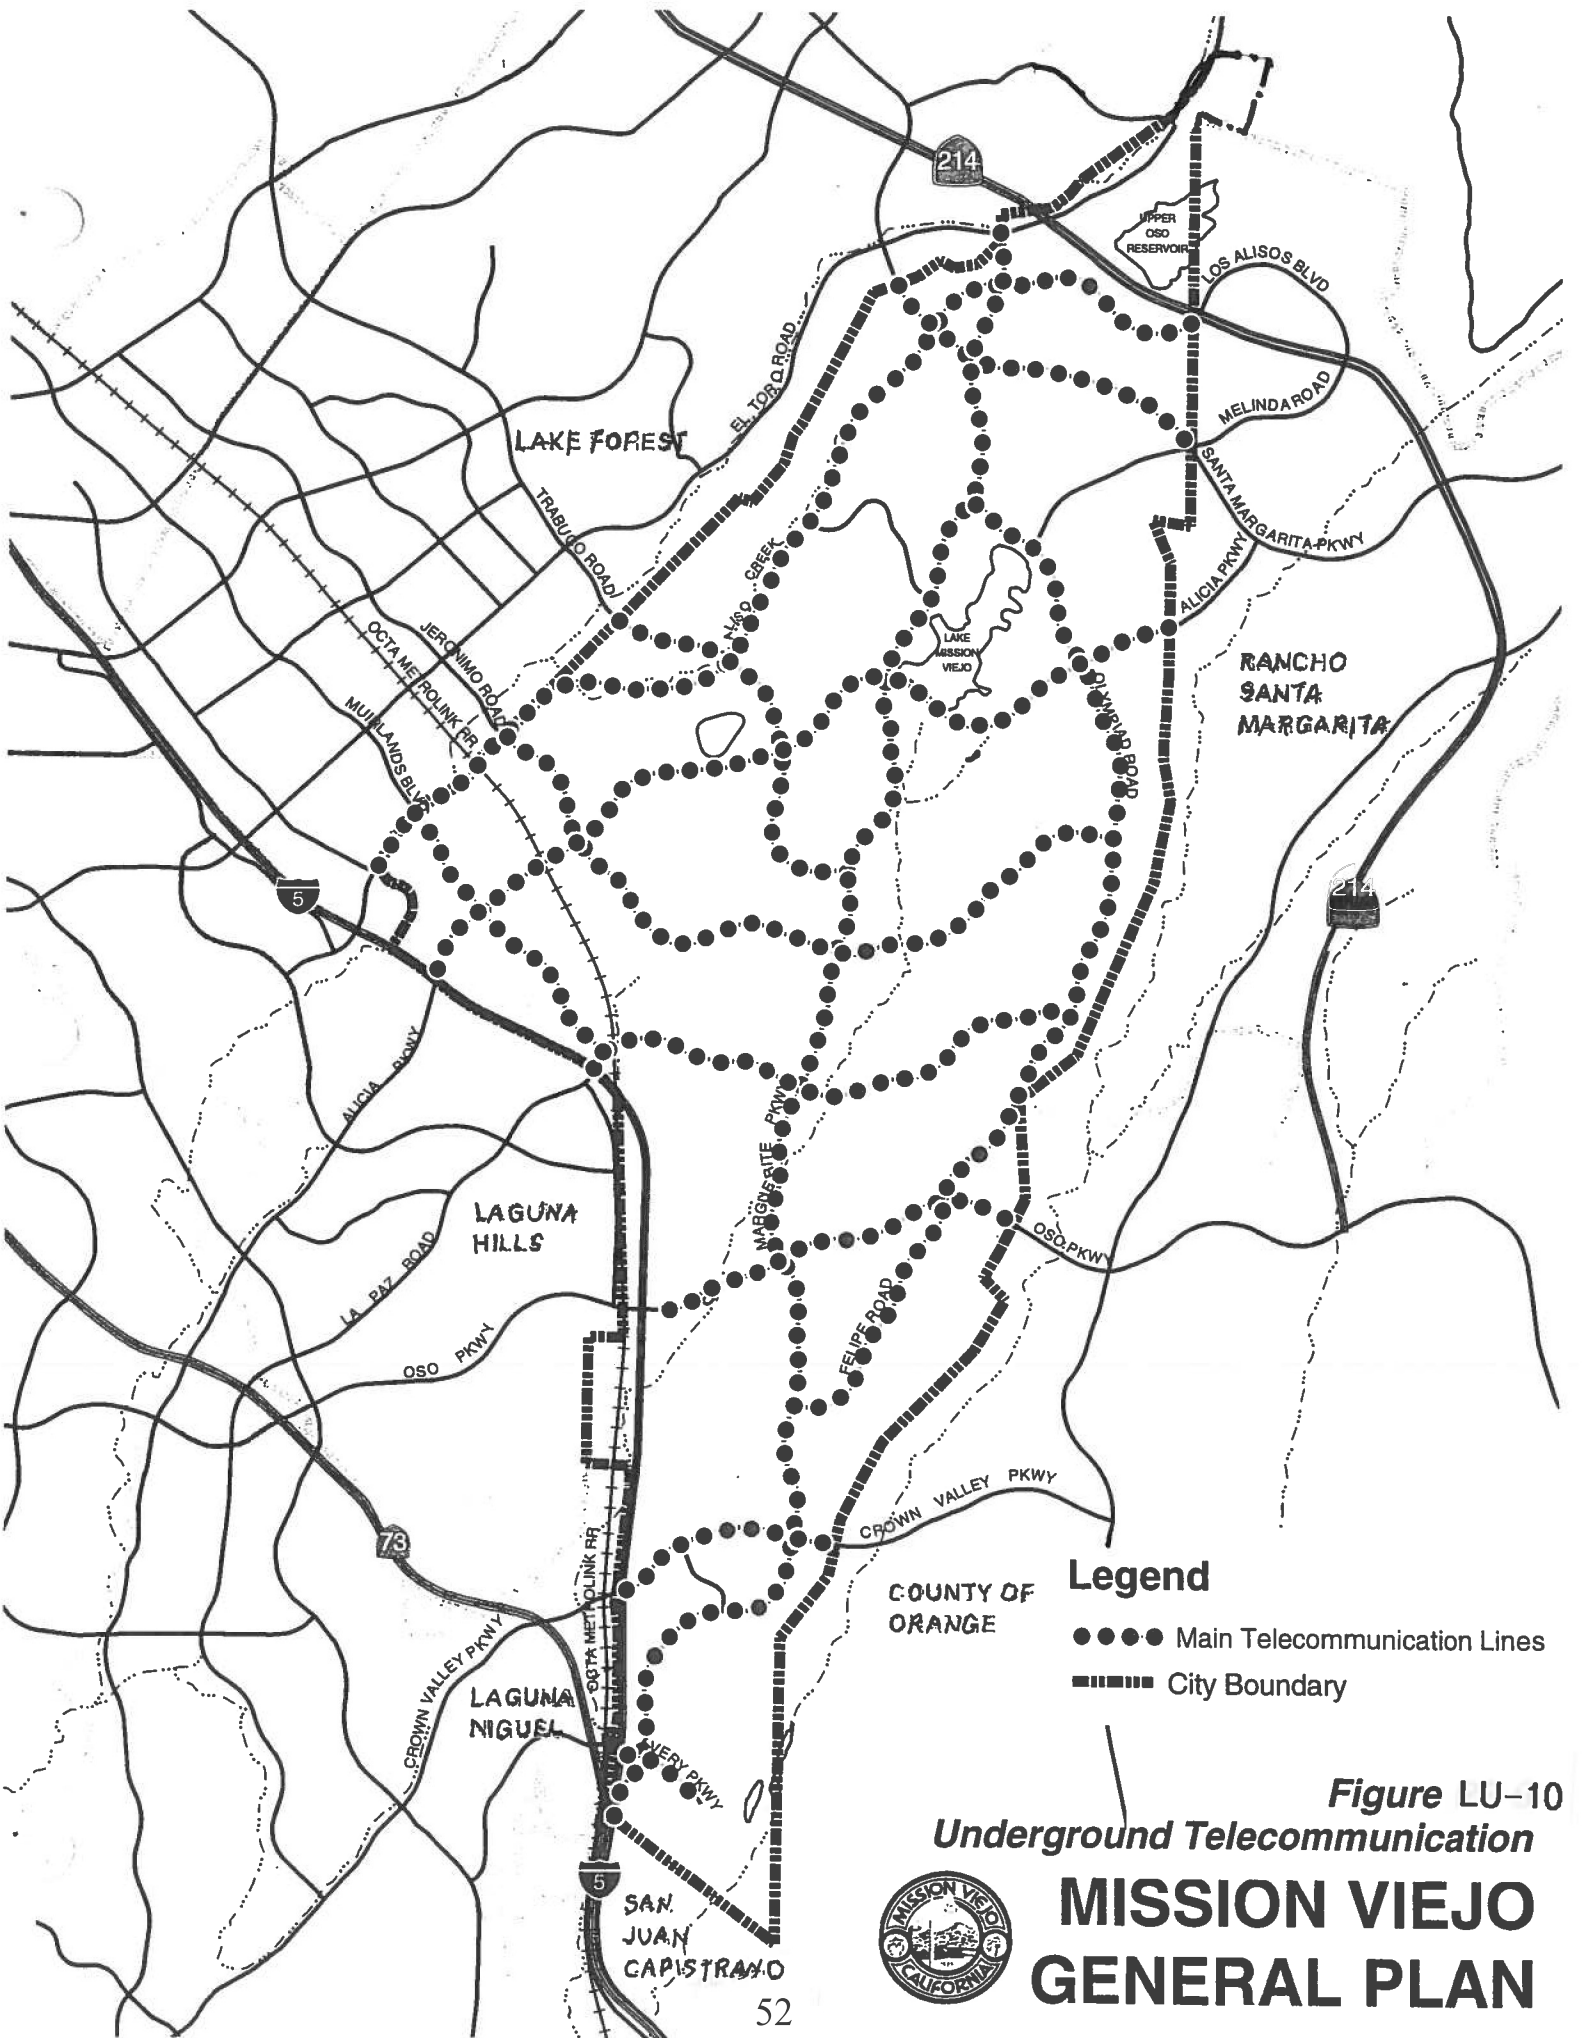 214
UPPER
OSO
RESERVOIR
LOS ALISOS BLVD
EL TORO ROAD
MELINDA ROAD
LAKE FOREST
SANTA MARGARITA PKWY
TRABUCO ROAD
ALISO CREEK
ALICIA PKWY
JERONIMO ROAD
OCTA METROLINK RR
LAKE
MISSION
VIEJO
RANCHO
SANTA
MARGARITA
MUIRLANDS BLVD
OLYMPIAD ROAD
5
214
ALICIA PKWY
MARGUERITE PKWY
LAGUNA
HILLS
OSO PKWY
LA PAZ ROAD
FELIPE ROAD
OSO PKWY
CROWN VALLEY PKWY
73
OCTA METROLINK RR
COUNTY OF
ORANGE
Legend
Main Telecommunication Lines
City Boundary
CROWN VALLEY PKWY
LAGUNA
NIGUEL
VERY PKWY
Figure LU-10
Underground Telecommunication
MISSION VIEJO
GENERAL PLAN
MISSION VIEJO
CALIFORNIA
5
SAN
JUAN
CAPISTRANO
52